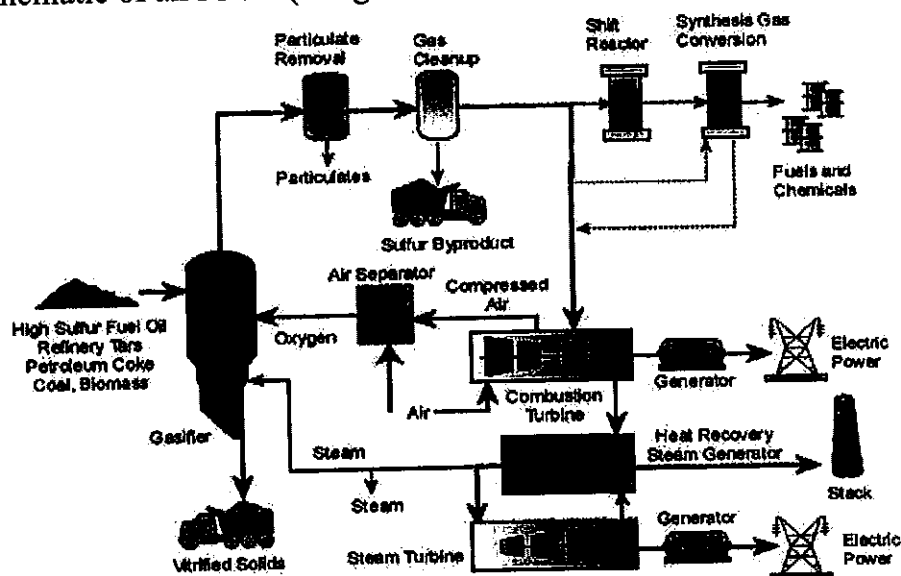 Particulate
Removal
Gas
Cleanup
Shift
Reactor
Synthesis Gas
Conversion
Particulates
Fuels and
Chemicals
Sulfur Byproduct
Air Separator
Compressed
Air
High Sulfur Fuel Oil
Refinery Tars
Petroleum Coke
Coal, Biomass
Oxygen
Electric
Power
Generator
Air
Combustion
Turbine
Gasifier
Steam
Heat Recovery
Steam Generator
Steam
Stack
Generator
Steam Turbine
Electric
Power
Vitrified Solids